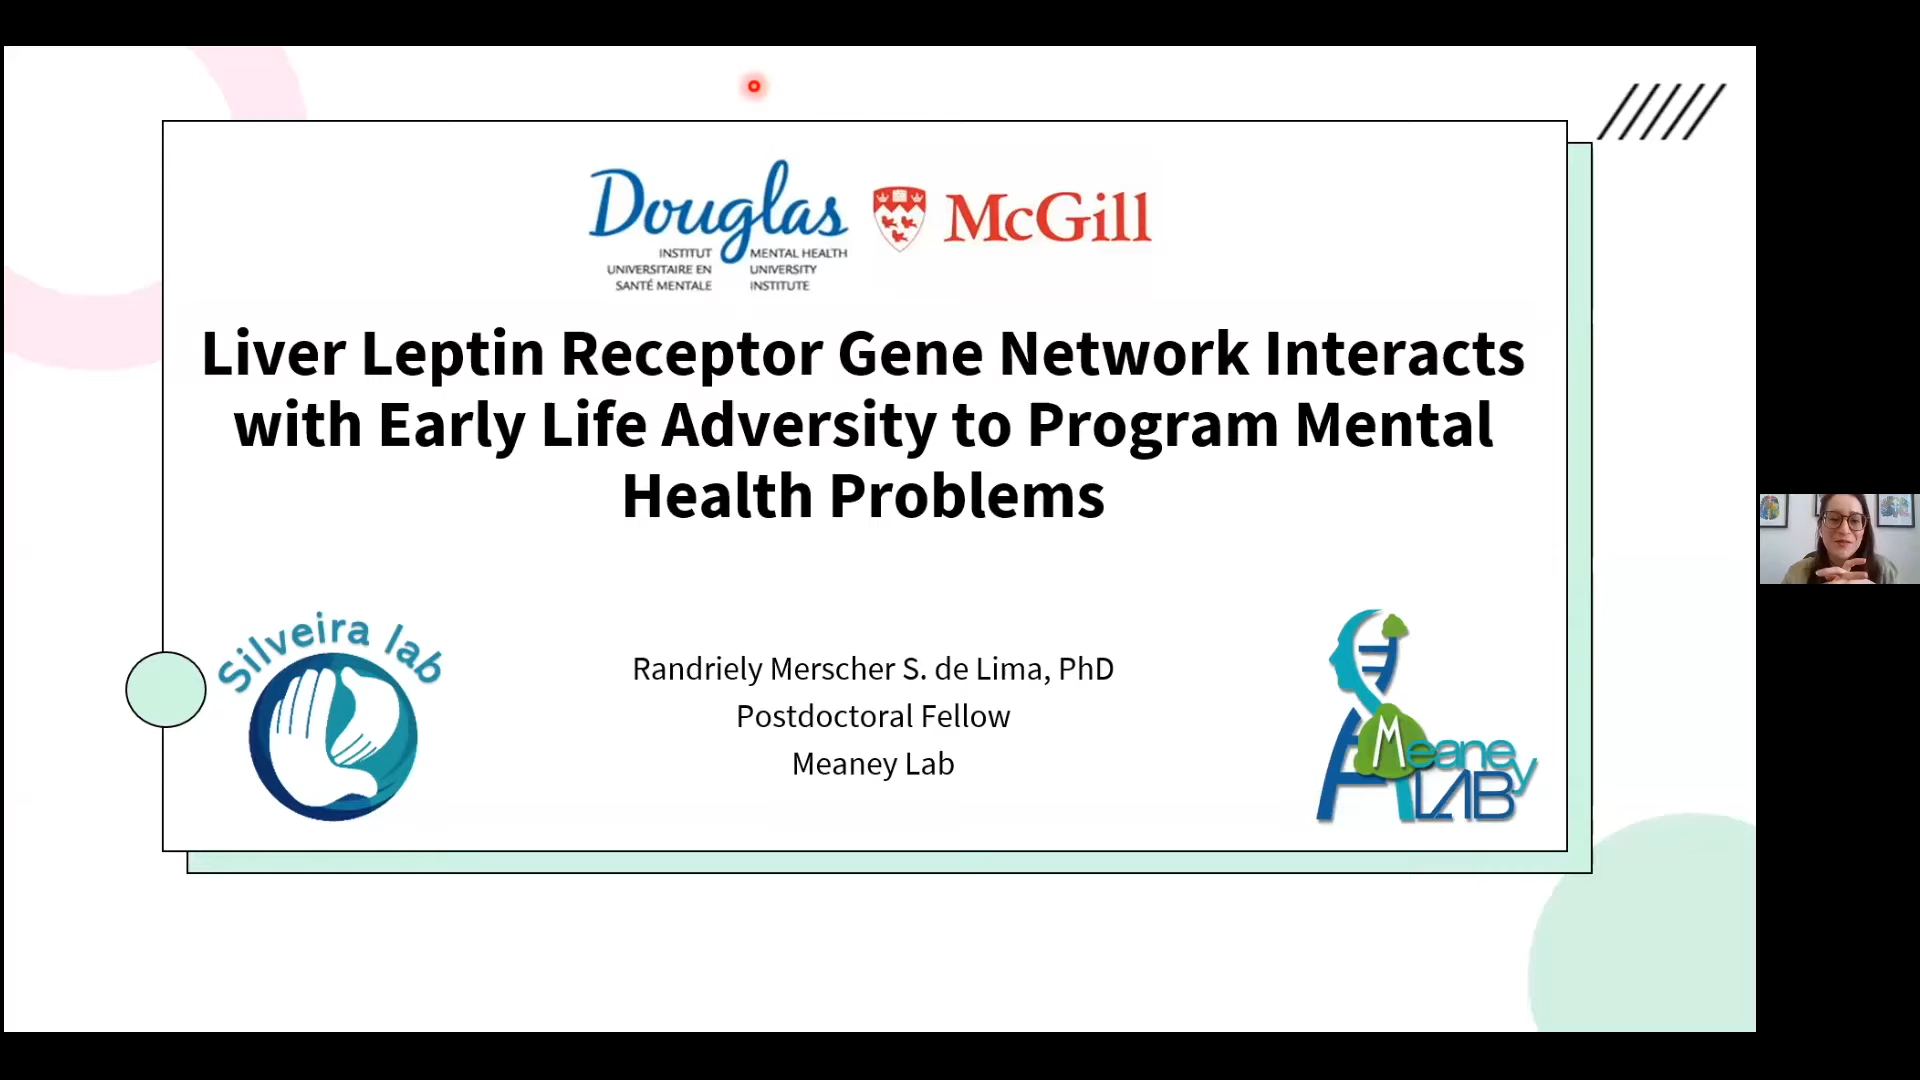 Douglas
INSTITUT
UNIVERSITAIRE EN
SANTÉ MENTALE
MENTAL HEALTH
UNIVERSITY
INSTITUTE
McGill
Liver Leptin Receptor Gene Network Interacts
with Early Life Adversity to Program Mental
Health Problems
Silveira lab
Randriely Merscher S. de Lima, PhD
Postdoctoral Fellow
Meaney Lab
Meaney
LAB